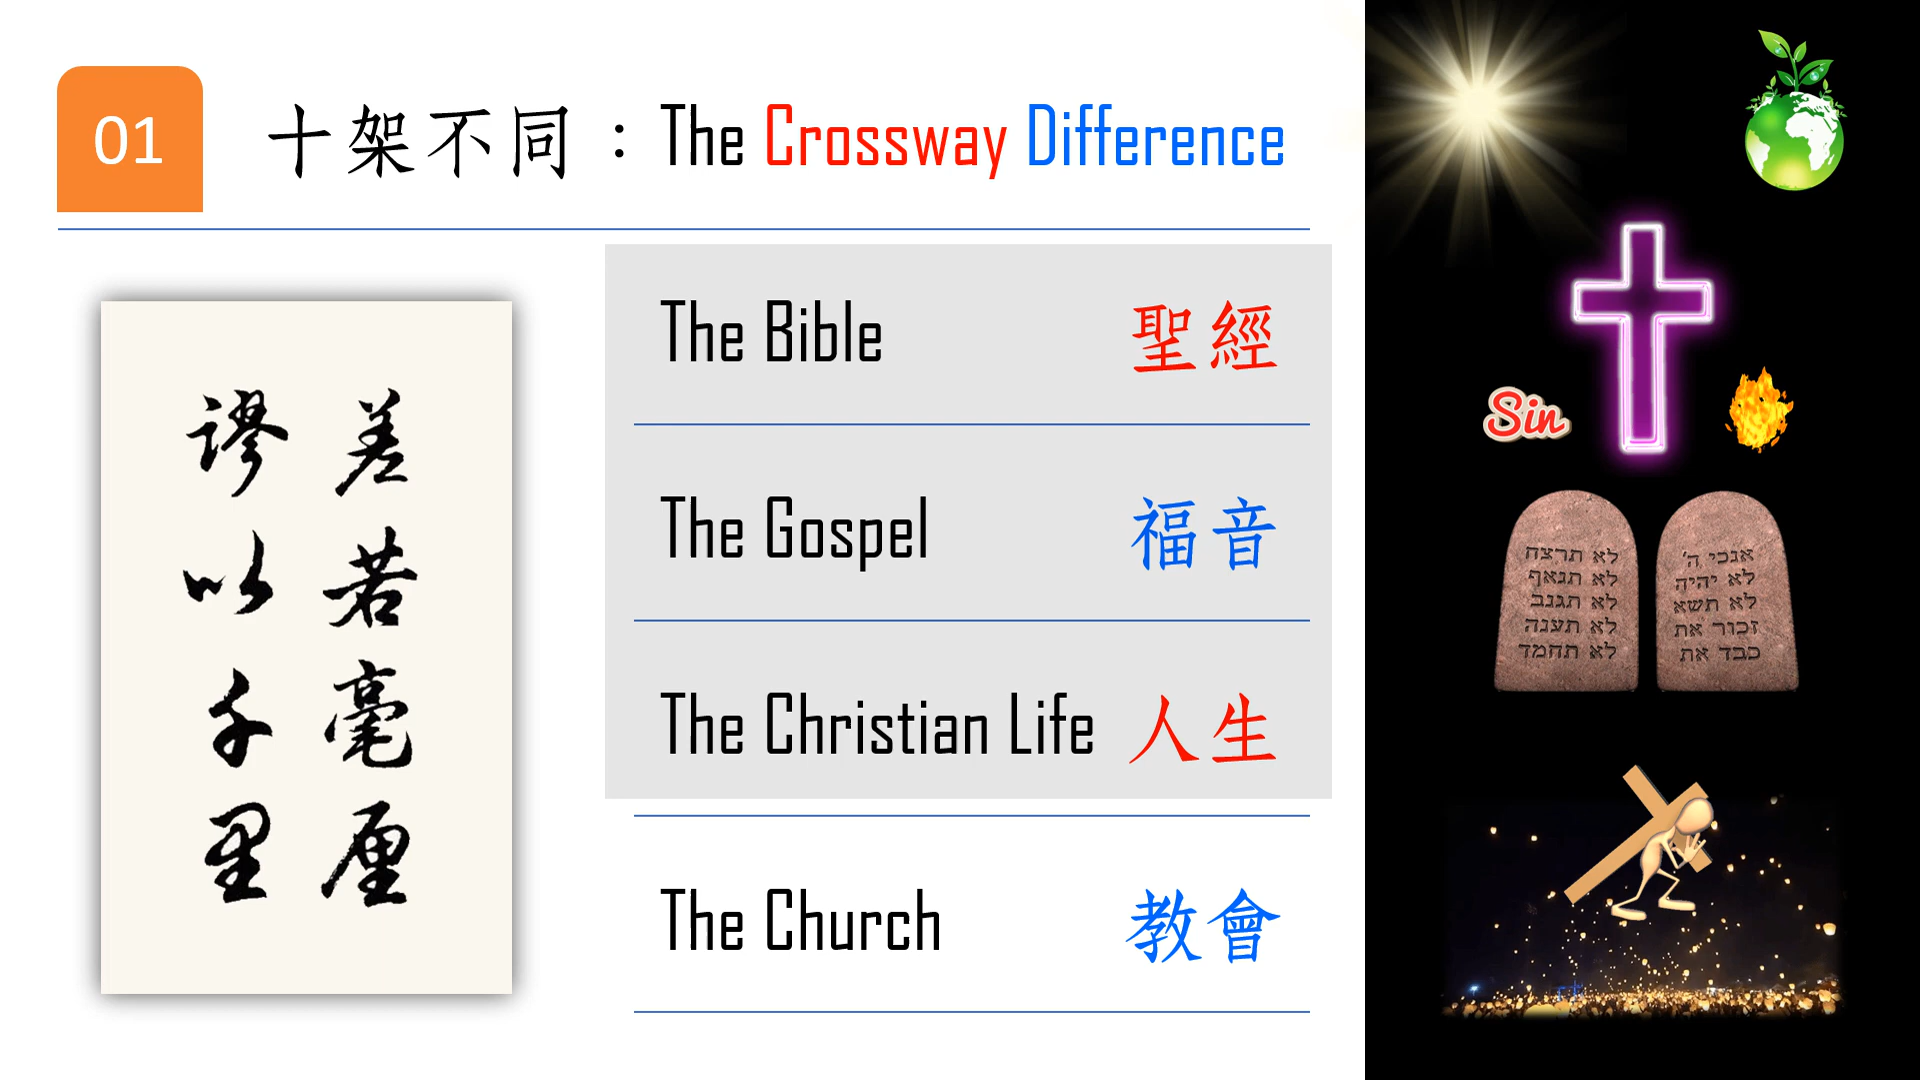 01
十架不同：The Crossway Difference
差若毫厘
谬以千里
The Bible 聖經
The Gospel 福音
The Christian Life 人生
The Church 教會
Sin
אנכי ה'
לא יהיה
לא תשא
זכור את
כבד את
לא תרצח
לא תנאף
לא תגנב
לא תענה
לא תחמד